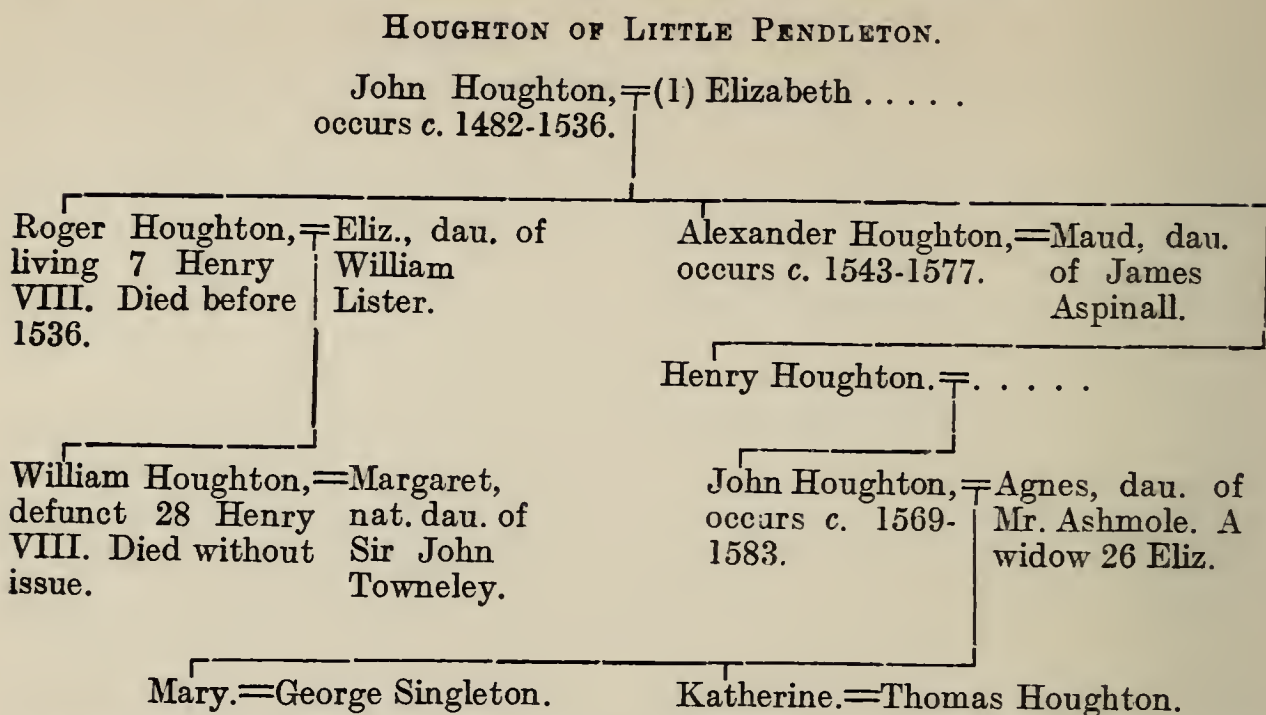 HOUGHTON OF LITTLE PENDLETON.
John Houghton,=(1) Elizabeth . . . . .
occurs c. 1482-1536.
Roger Houghton,=Eliz., dau. of
living 7 Henry William
VIII. Died before Lister.
1536.
Alexander Houghton,=Maud, dau.
occurs c. 1543-1577. of James
Aspinall.
Henry Houghton.=. . . . .
William Houghton,=Margaret,
defunct 28 Henry nat. dau. of
VIII. Died without Sir John
issue. Towneley.
John Houghton,=Agnes, dau. of
occurs c. 1569- Mr. Ashmole. A
1583. widow 26 Eliz.
Mary.=George Singleton.
Katherine.=Thomas Houghton.